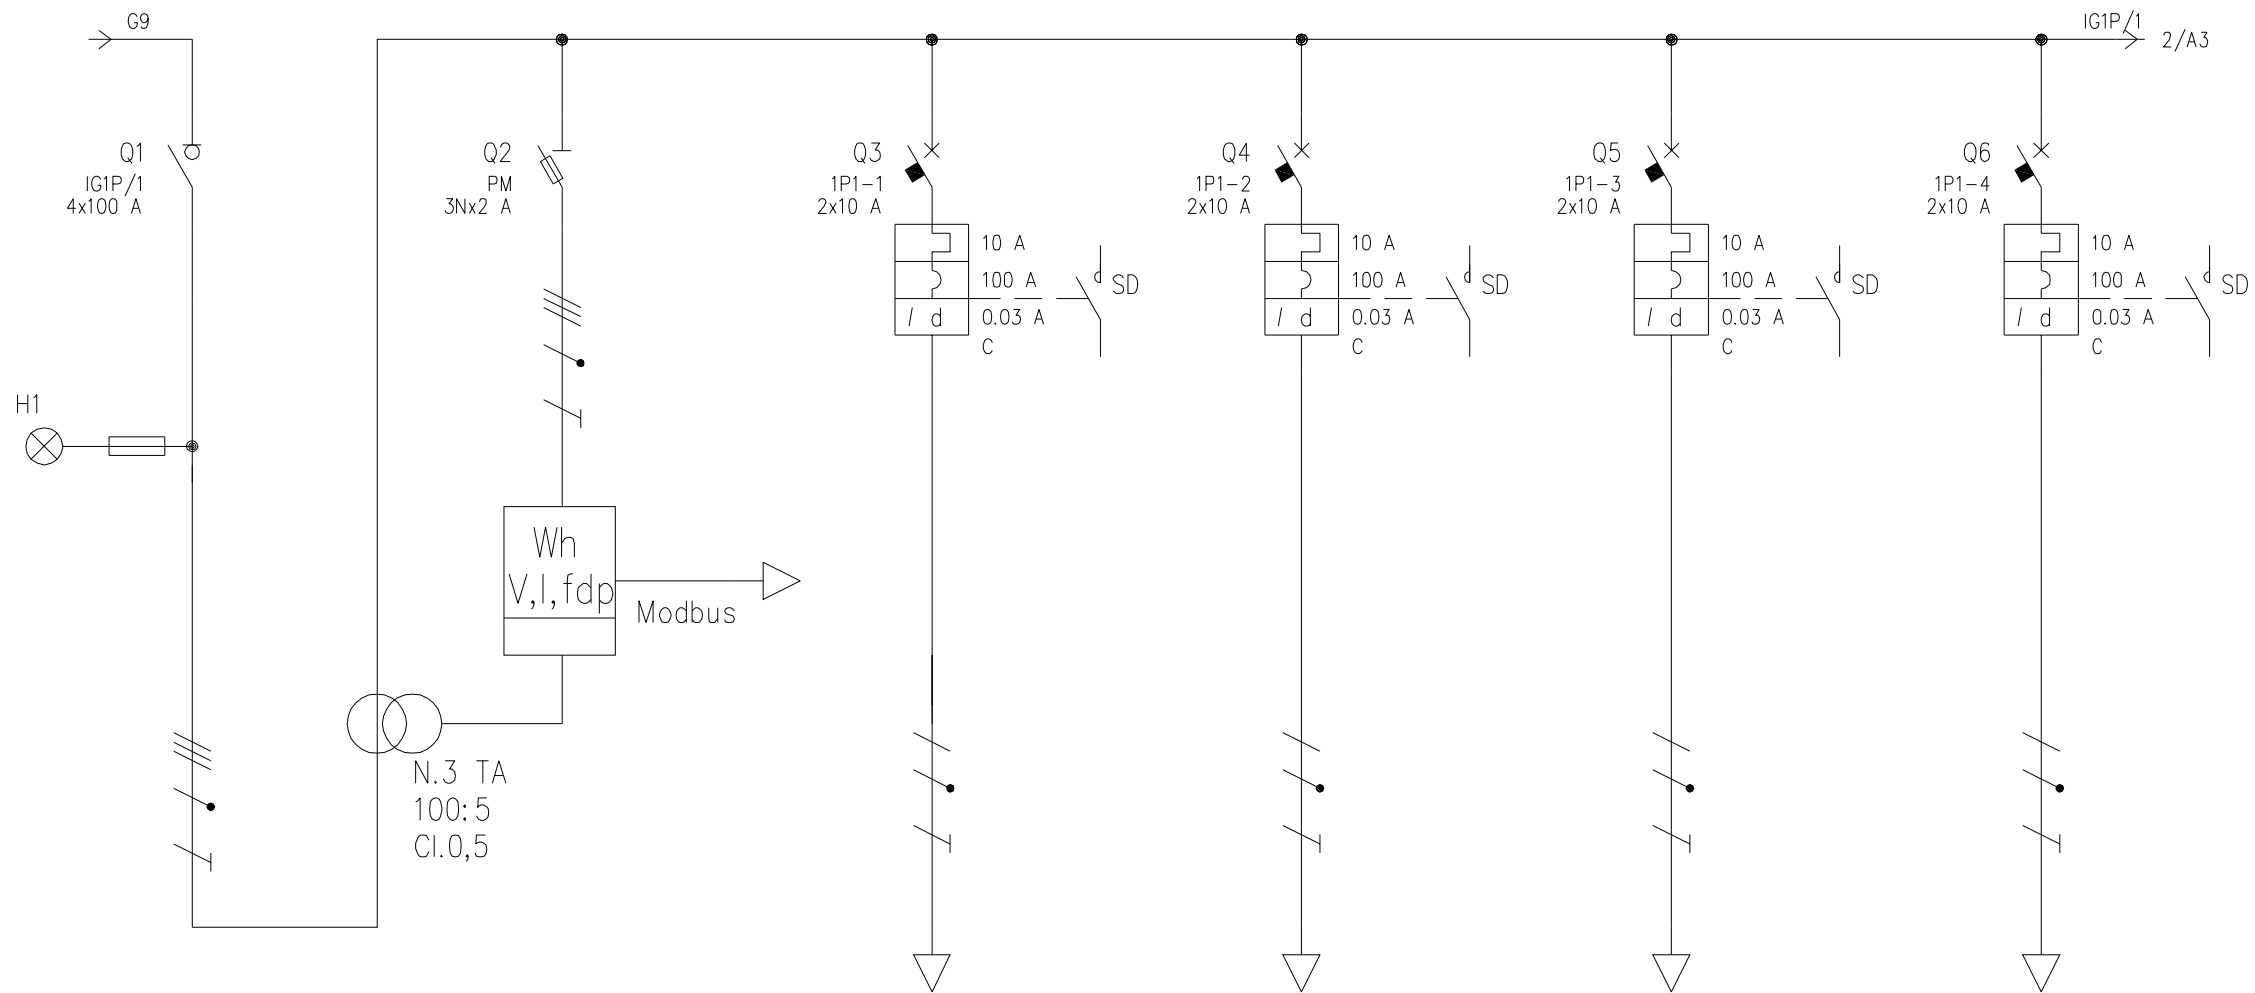 G9
IG1P/1
2/A3
Q1
IG1P/1
4x100 A
Q2
PM
3Nx2 A
Q3
1P1-1
2x10 A
10 A
100 A
I d
0.03 A
C
SD
Q4
1P1-2
2x10 A
10 A
100 A
I d
0.03 A
C
SD
Q5
1P1-3
2x10 A
10 A
100 A
I d
0.03 A
C
SD
Q6
1P1-4
2x10 A
10 A
100 A
I d
0.03 A
C
SD
H1
Wh
V,I,fdp
Modbus
N.3 TA
100:5
Cl.0,5